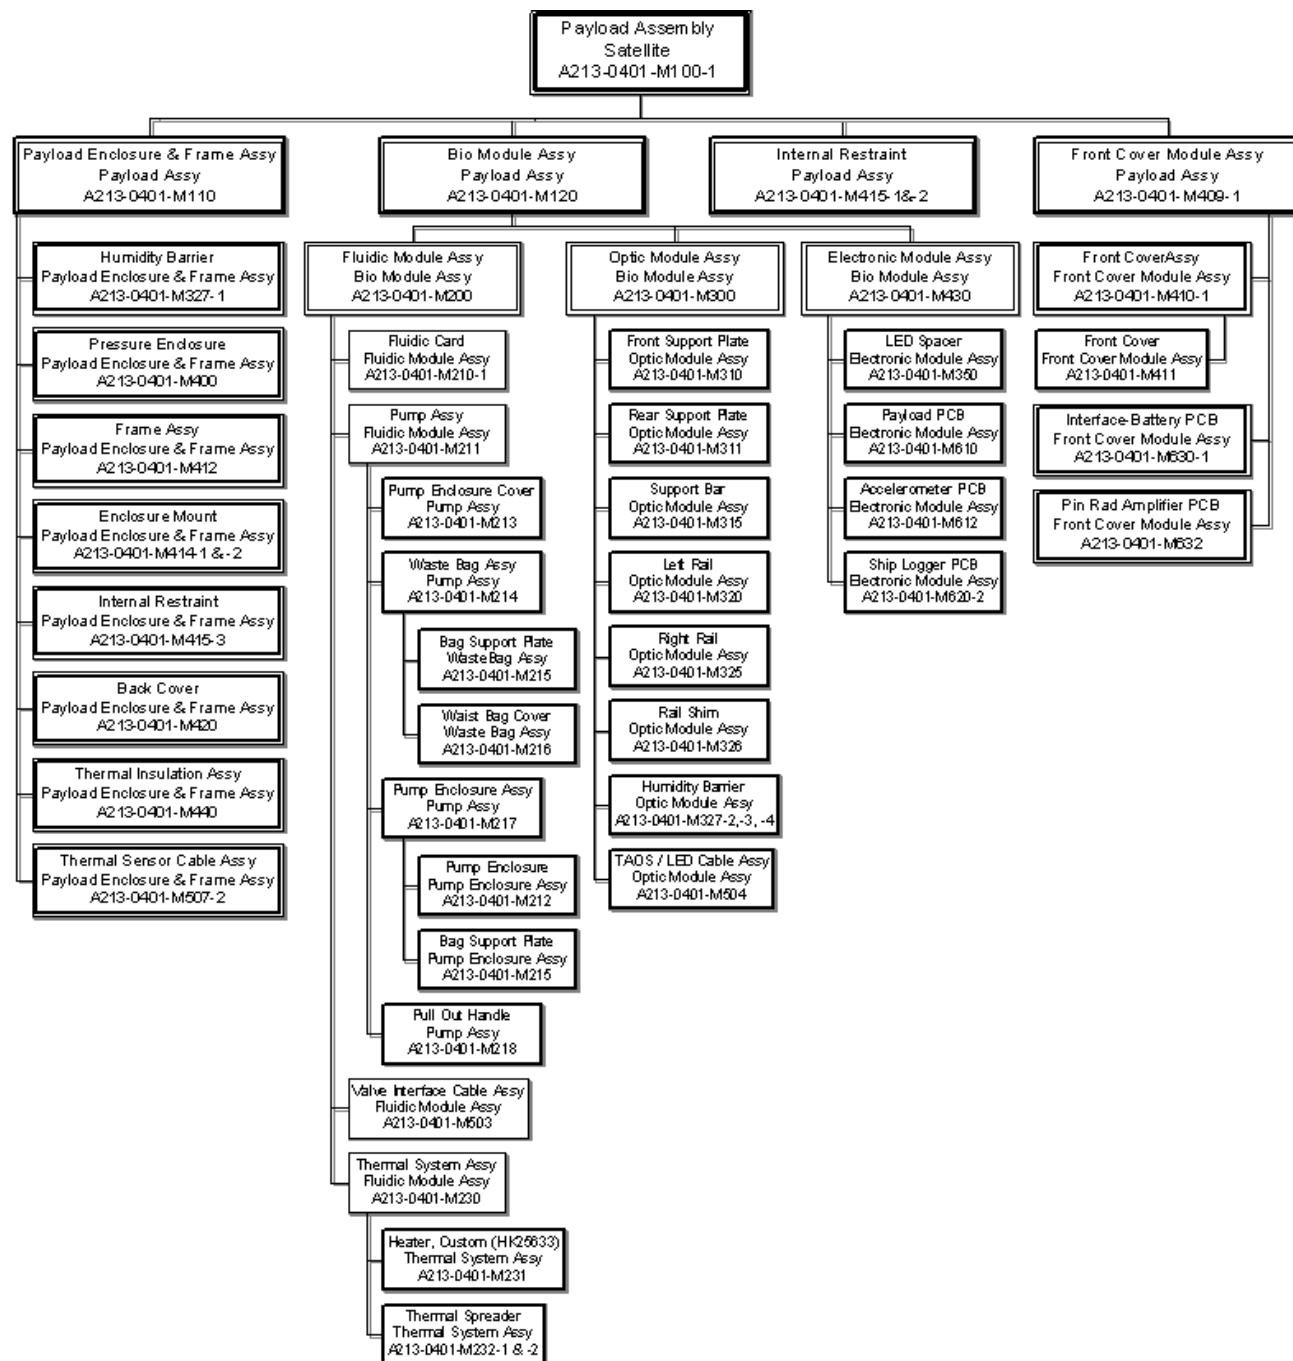 Payload Assembly
Satellite
A213-0401-M100-1
Payload Enclosure & Frame Assy
Payload Assy
A213-0401-M110
Bio Module Assy
Payload Assy
A213-0401-M120
Internal Restraint
Payload Assy
A213-0401-M415-1&-2
Front Cover Module Assy
Payload Assy
A213-0401-M409-1
Humidity Barrier
Payload Enclosure & Frame Assy
A213-0401-M327-1
Pressure Enclosure
Payload Enclosure & Frame Assy
A213-0401-M400
Frame Assy
Payload Enclosure & Frame Assy
A213-0401-M412
Enclosure Mount
Payload Enclosure & Frame Assy
A213-0401-M414-1 &-2
Internal Restraint
Payload Enclosure & Frame Assy
A213-0401-M415-3
Back Cover
Payload Enclosure & Frame Assy
A213-0401-M420
Thermal Insulation Assy
Payload Enclosure & Frame Assy
A213-0401-M440
Thermal Sensor Cable Assy
Payload Enclosure & Frame Assy
A213-0401-M507-2
Fluidic Module Assy
Bio Module Assy
A213-0401-M200
Fluidic Card
Fluidic Module Assy
A213-0401-M210-1
Pump Assy
Fluidic Module Assy
A213-0401-M211
Pump Enclosure Cover
Pump Assy
A213-0401-M213
Waste Bag Assy
Pump Assy
A213-0401-M214
Bag Support Plate
Waste Bag Assy
A213-0401-M215
Waist Bag Cover
Waste Bag Assy
A213-0401-M216
Pump Enclosure Assy
Pump Assy
A213-0401-M217
Pump Enclosure
Pump Enclosure Assy
A213-0401-M212
Bag Support Plate
Pump Enclosure Assy
A213-0401-M215
Pull Out Handle
Pump Assy
A213-0401-M218
Valve Interface Cable Assy
Fluidic Module Assy
A213-0401-M503
Thermal System Assy
Fluidic Module Assy
A213-0401-M230
Heater, Custom (HK25633)
Thermal System Assy
A213-0401-M231
Thermal Spreader
Thermal System Assy
A213-0401-M232-1 & -2
Optic Module Assy
Bio Module Assy
A213-0401-M300
Front Support Plate
Optic Module Assy
A213-0401-M310
Rear Support Plate
Optic Module Assy
A213-0401-M311
Support Bar
Optic Module Assy
A213-0401-M315
Left Rail
Optic Module Assy
A213-0401-M320
Right Rail
Optic Module Assy
A213-0401-M325
Rail Shim
Optic Module Assy
A213-0401-M326
Humidity Barrier
Optic Module Assy
A213-0401-M327-2,-3, -4
TAOS / LED Cable Assy
Optic Module Assy
A213-0401-M504
Electronic Module Assy
Bio Module Assy
A213-0401-M430
LED Spacer
Electronic Module Assy
A213-0401-M350
Payload PCB
Electronic Module Assy
A213-0401-M610
Accelerometer PCB
Electronic Module Assy
A213-0401-M612
Ship Logger PCB
Electronic Module Assy
A213-0401-M620-2
Front CoverAssy
Front Cover Module Assy
A213-0401-M410-1
Front Cover
Front Cover Module Assy
A213-0401-M411
Interface-Battery PCB
Front Cover Module Assy
A213-0401-M630-1
Pin Rad Amplifier PCB
Front Cover Module Assy
A213-0401-M632